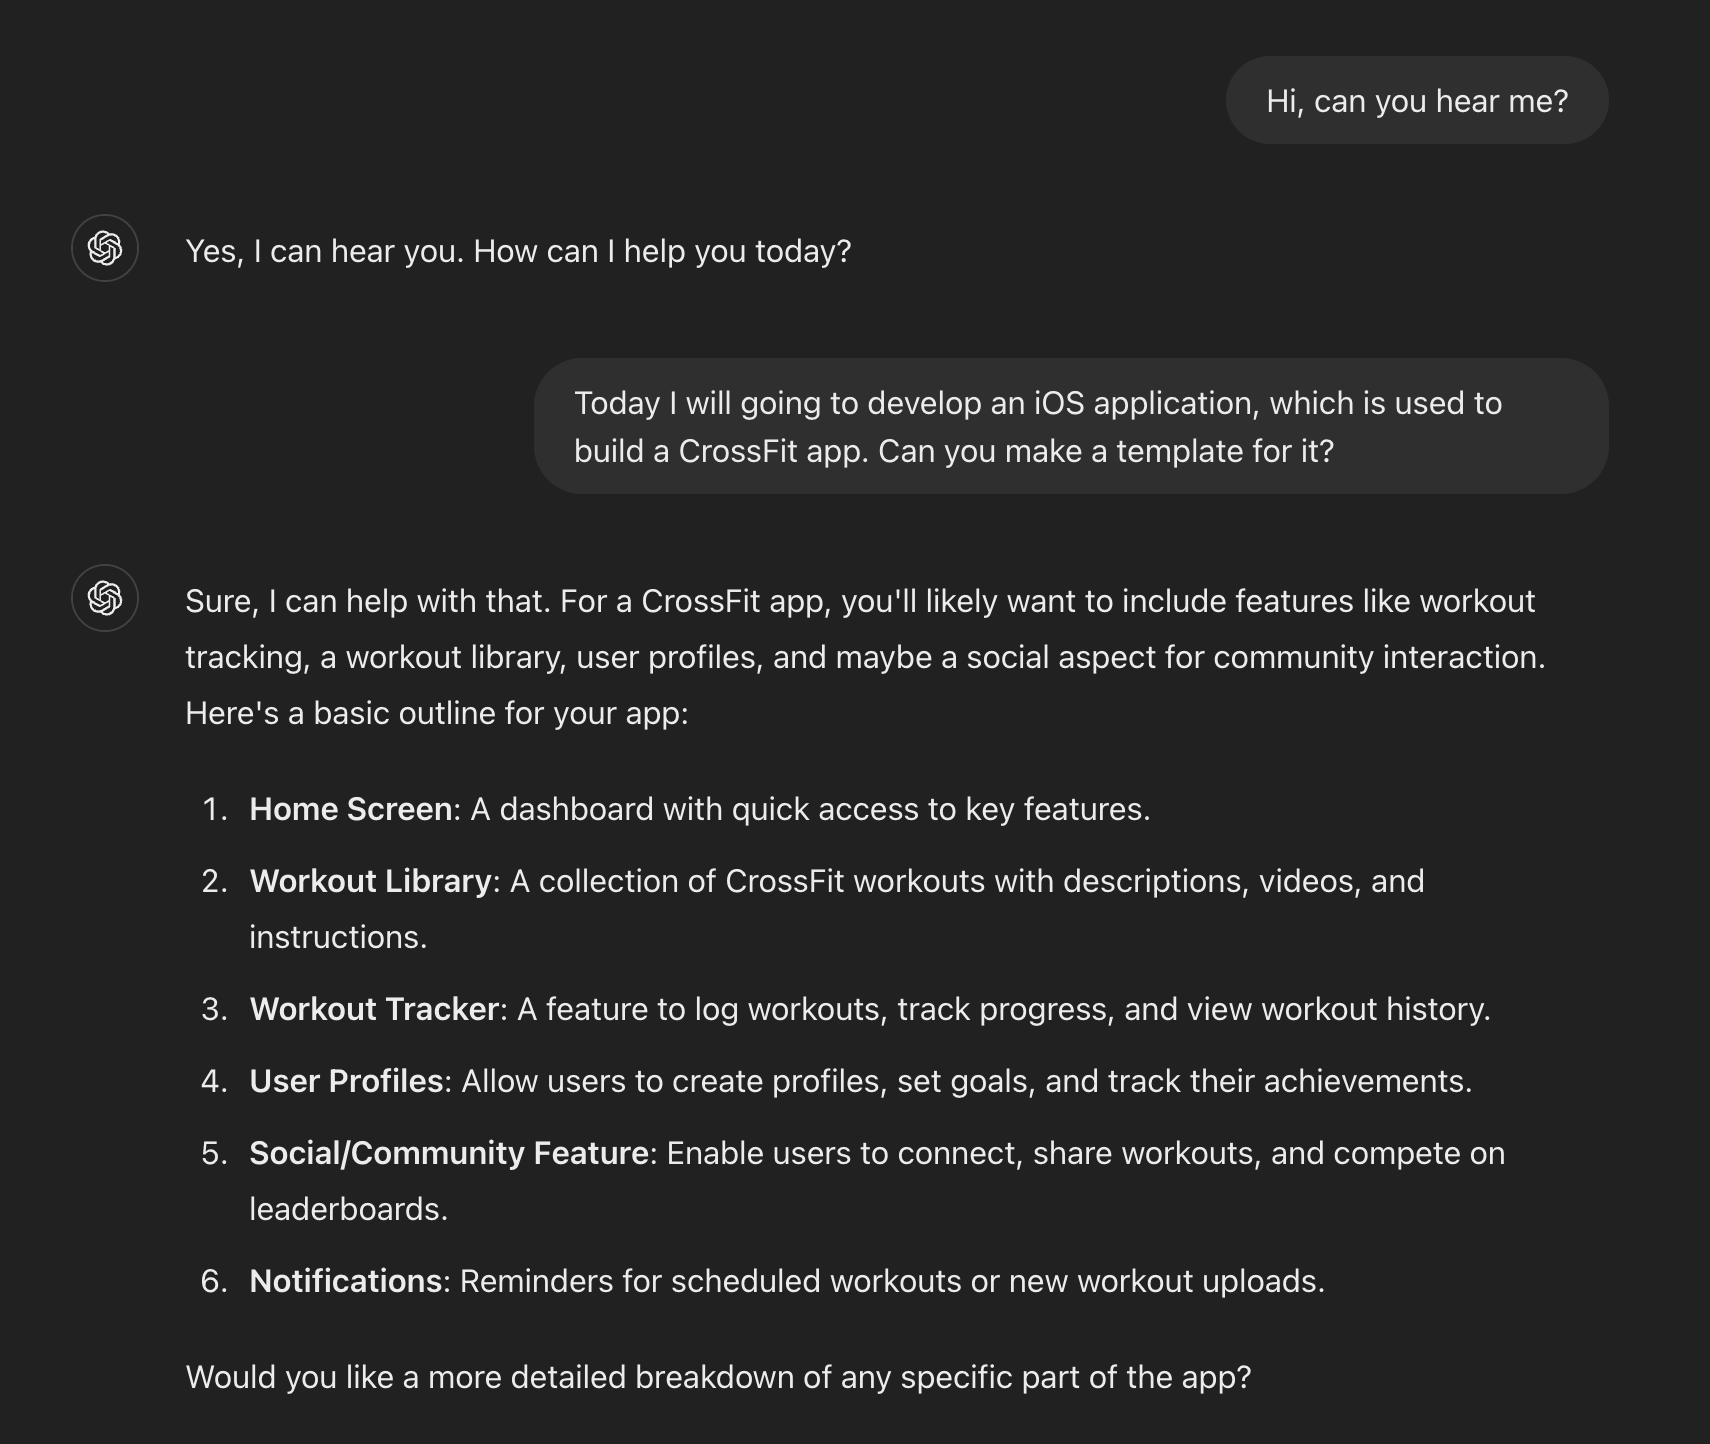 Hi, can you hear me?
Yes, I can hear you. How can I help you today?
Today I will going to develop an iOS application, which is used to
build a CrossFit app. Can you make a template for it?
Sure, I can help with that. For a CrossFit app, you'll likely want to include features like workout
tracking, a workout library, user profiles, and maybe a social aspect for community interaction.
Here's a basic outline for your app:
1. Home Screen: A dashboard with quick access to key features.
2. Workout Library: A collection of CrossFit workouts with descriptions, videos, and
instructions.
3. Workout Tracker: A feature to log workouts, track progress, and view workout history.
4. User Profiles: Allow users to create profiles, set goals, and track their achievements.
5. Social/Community Feature: Enable users to connect, share workouts, and compete on
leaderboards.
6. Notifications: Reminders for scheduled workouts or new workout uploads.
Would you like a more detailed breakdown of any specific part of the app?